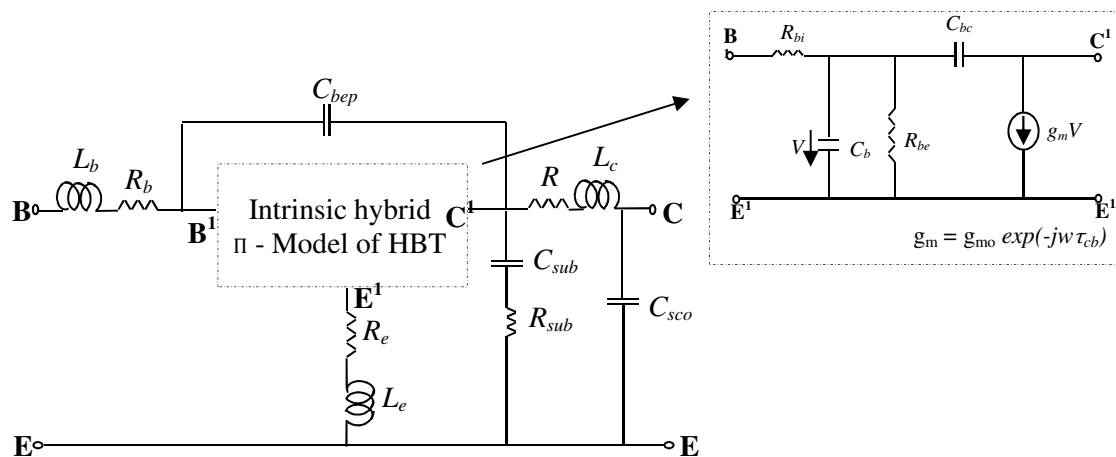 C_bep
L_b
R_b
B
B¹
Intrinsic hybrid
π - Model of HBT
C¹
R
L_c
C
C_sub
R_sub
C_sco
E¹
R_e
L_e
E
E
B
R_bi
C_bc
C¹
V
C_b
R_be
g_mV
E¹
E¹
g_m = g_mo exp(-jwτ_cb)